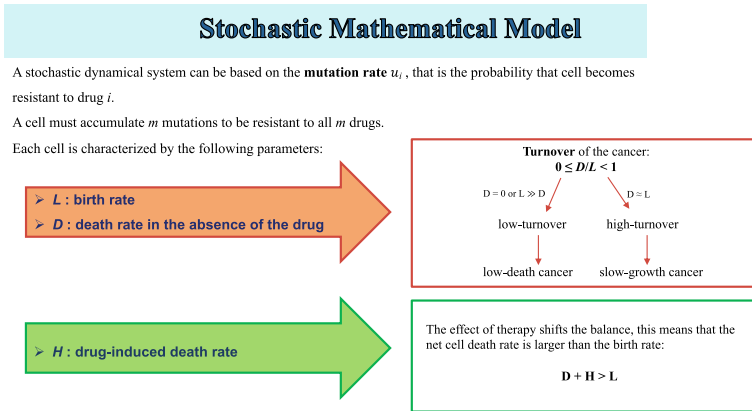 Stochastic Mathematical Model
A stochastic dynamical system can be based on the mutation rate uᵢ , that is the probability that cell becomes
resistant to drug i.
A cell must accumulate m mutations to be resistant to all m drugs.
Each cell is characterized by the following parameters:
➢ L : birth rate
➢ D : death rate in the absence of the drug
Turnover of the cancer:
0 ≤ D/L < 1
D = 0 or L ≫ D
D ≃ L
low-turnover
high-turnover
low-death cancer
slow-growth cancer
➢ H : drug-induced death rate
The effect of therapy shifts the balance, this means that the
net cell death rate is larger than the birth rate:
D + H > L